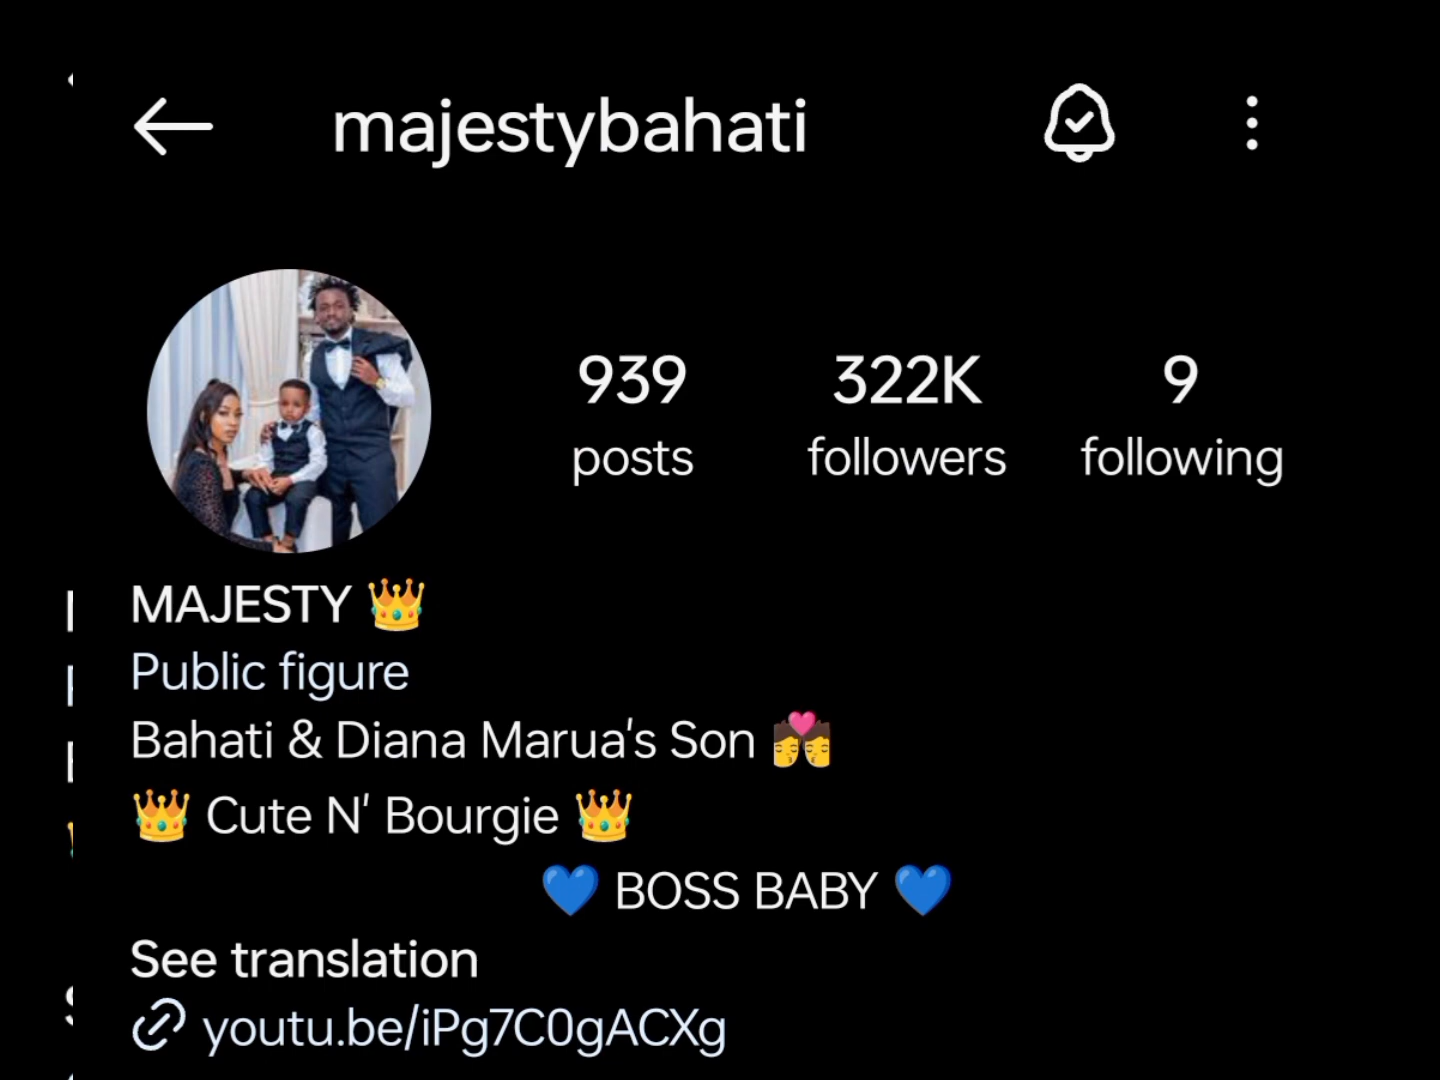 majestybahati
939 322K 9
posts followers following
MAJESTY 👑
Public figure
Bahati & Diana Marua's Son 💏
👑 Cute N' Bourgie 👑
💙 BOSS BABY 💙
See translation
youtu.be/iPg7C0gACXg